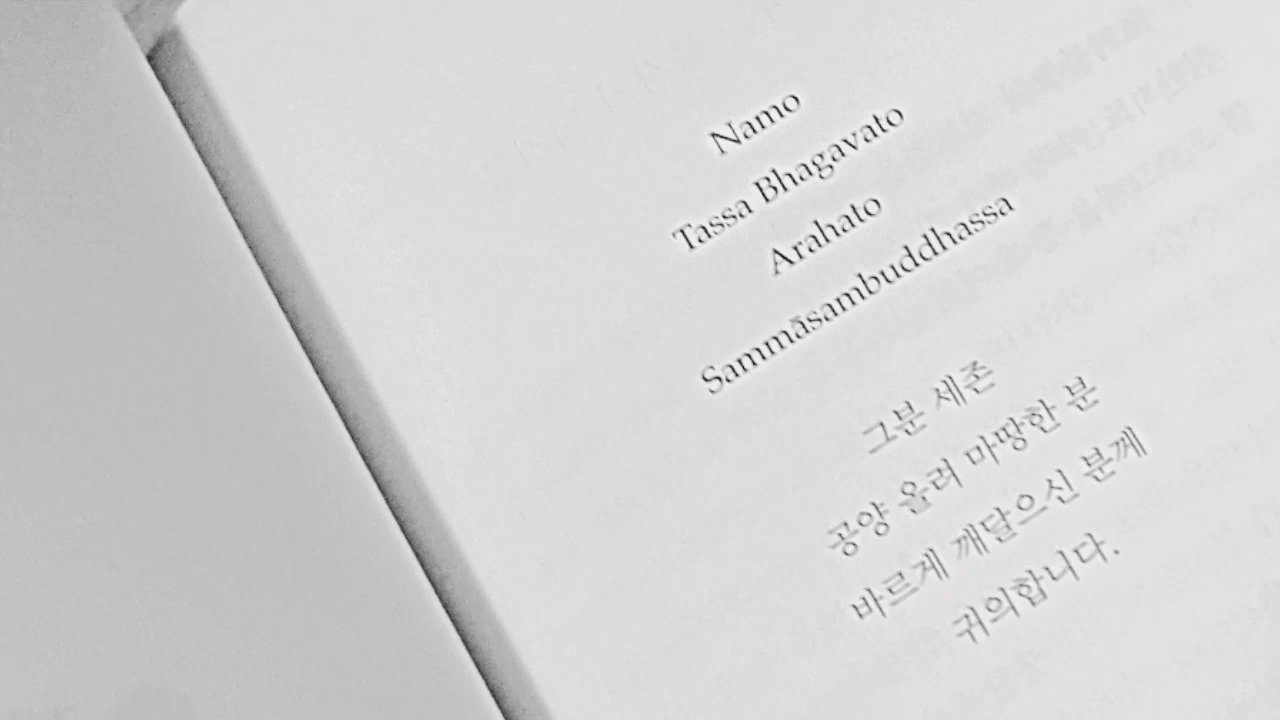 Namo
Tassa Bhagavato
Arahato
Sammāsambuddhassa
그분 세존
공양 올려 마땅한 분
바르게 깨달으신 분께
귀의합니다.